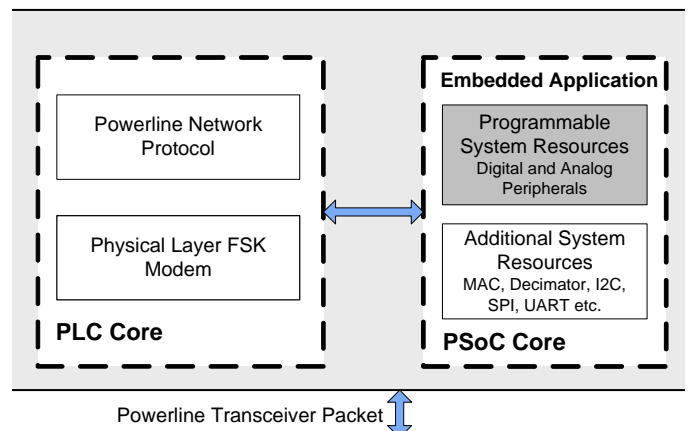 Powerline Network
Protocol
Physical Layer FSK
Modem
PLC Core
Embedded Application
Programmable
System Resources
Digital and Analog
Peripherals
Additional System
Resources
MAC, Decimator, I2C,
SPI, UART etc.
PSoC Core
Powerline Transceiver Packet